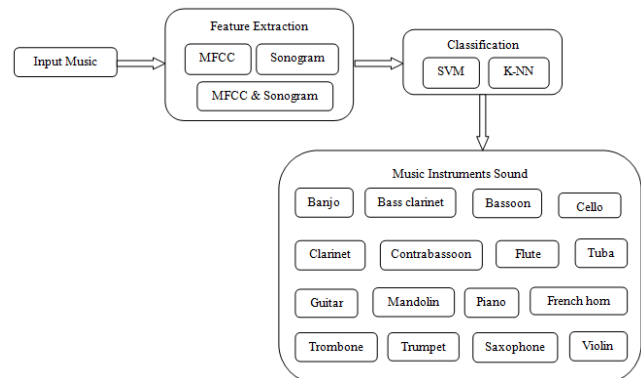 Input Music
Feature Extraction
MFCC Sonogram
MFCC & Sonogram
Classification
SVM K-NN
Music Instruments Sound
Banjo Bass clarinet Bassoon Cello
Clarinet Contrabassoon Flute Tuba
Guitar Mandolin Piano French horn
Trombone Trumpet Saxophone Violin